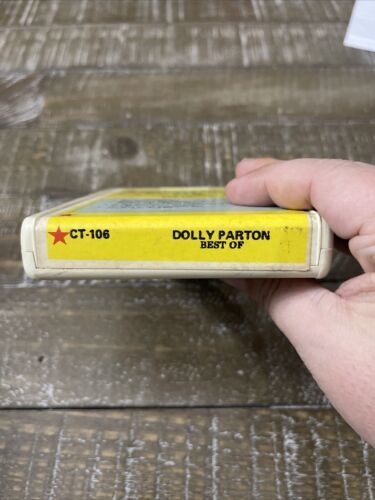 CT-106 DOLLY PARTON
BEST OF